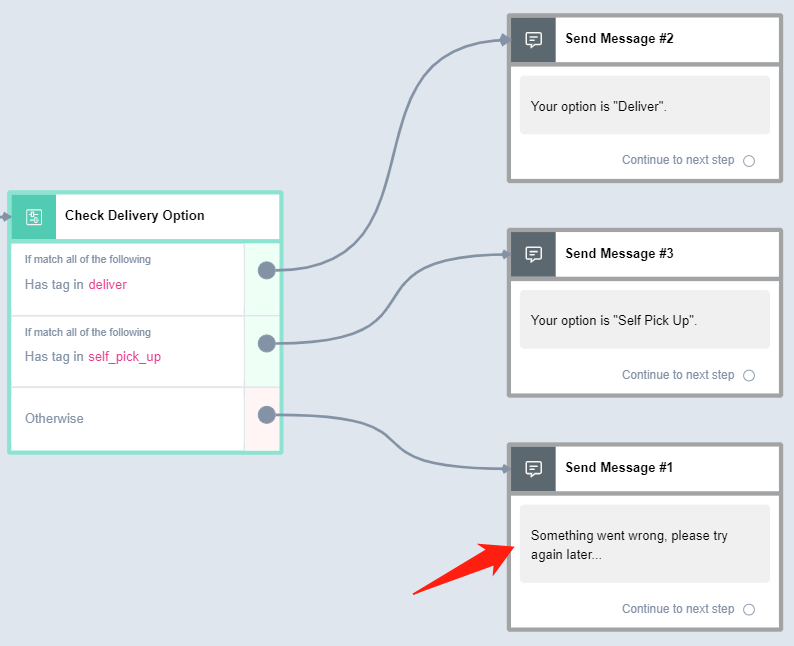 Send Message #2
Your option is "Deliver".
Continue to next step
Check Delivery Option
If match all of the following
Has tag in deliver
If match all of the following
Has tag in self_pick_up
Otherwise
Send Message #3
Your option is "Self Pick Up".
Continue to next step
Send Message #1
Something went wrong, please try
again later...
Continue to next step